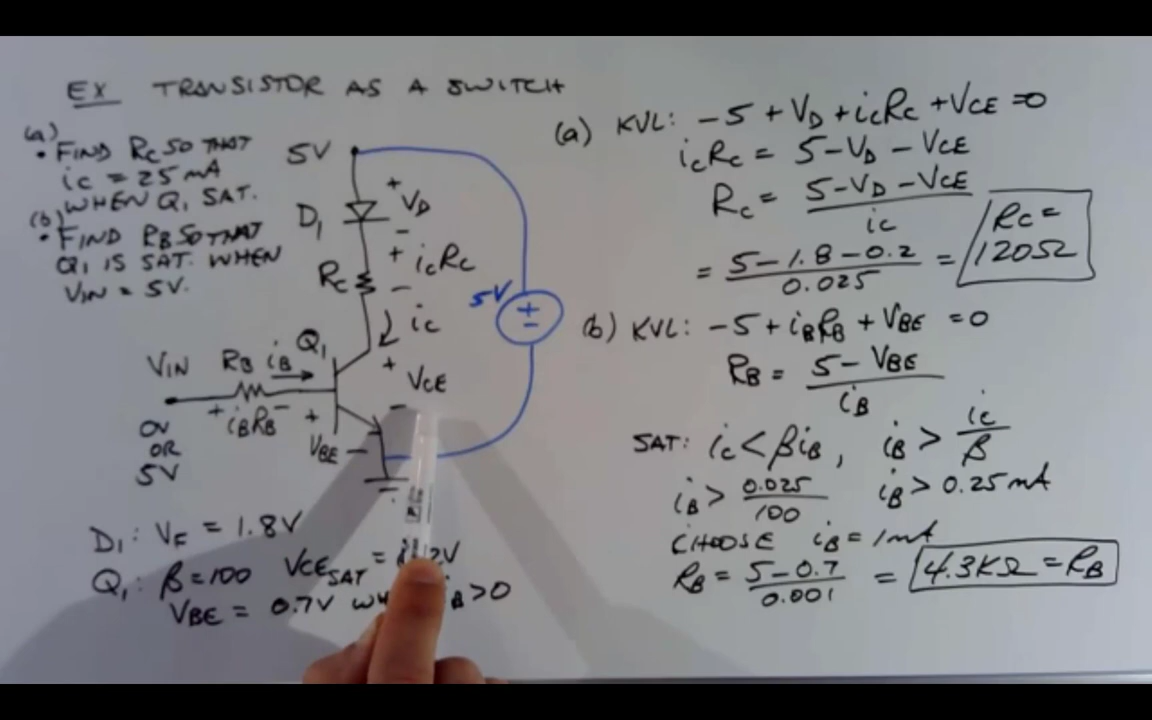 EX TRANSISTOR AS A SWITCH
(a)
• FIND RC SO THAT
iC = 25 mA
WHEN Q1 SAT.
(b)
• FIND RB SO THAT
Q1 IS SAT. WHEN
VIN = 5V.
5V
+
D1 VD
-
+
RC iCRC
-
5V + -
iC
VIN RB iB Q1
+
VCE
-
+ iBRB - +
VBE -
0V
OR
5V
D1: VF = 1.8V
Q1: β = 100 VCESAT = 2V
VBE = 0.7V B > 0
(a) KVL: -5 + VD + iCRC + VCE = 0
iCRC = 5 - VD - VCE
RC = 5 - VD - VCE
iC
= 5 - 1.8 - 0.2 = RC =
0.025 120Ω
(b) KVL: -5 + iBRB + VBE = 0
RB = 5 - VBE
iB
SAT: iC < βiB, iB > iC
β
iB > 0.025 iB > 0.25 mA
100
CHOOSE iB = 1mA
RB = 5 - 0.7 = 4.3KΩ = RB
0.001